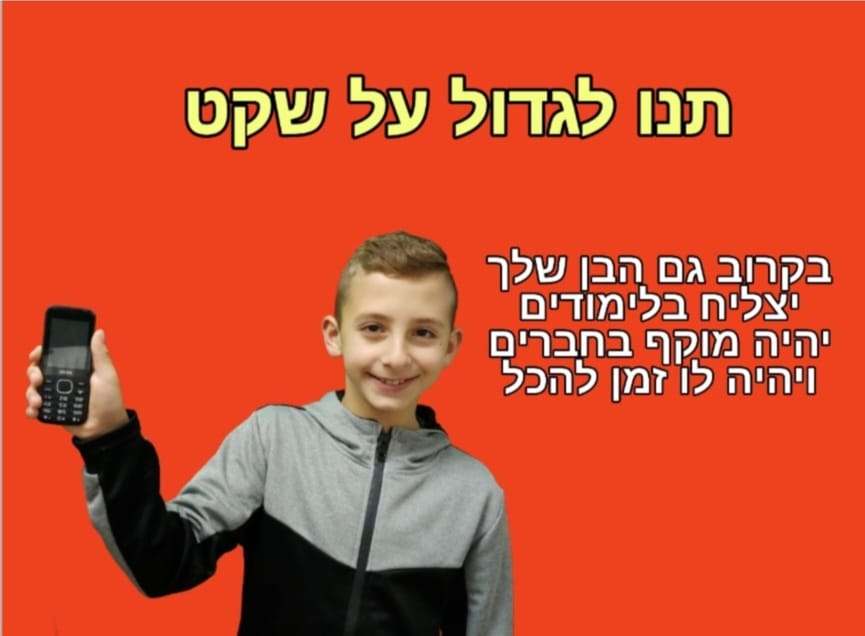 תנו לגדול על שקט
בקרוב גם הבן שלך
יצליח בלימודים
יהיה מוקף בחברים
ויהיה לו זמן להכל